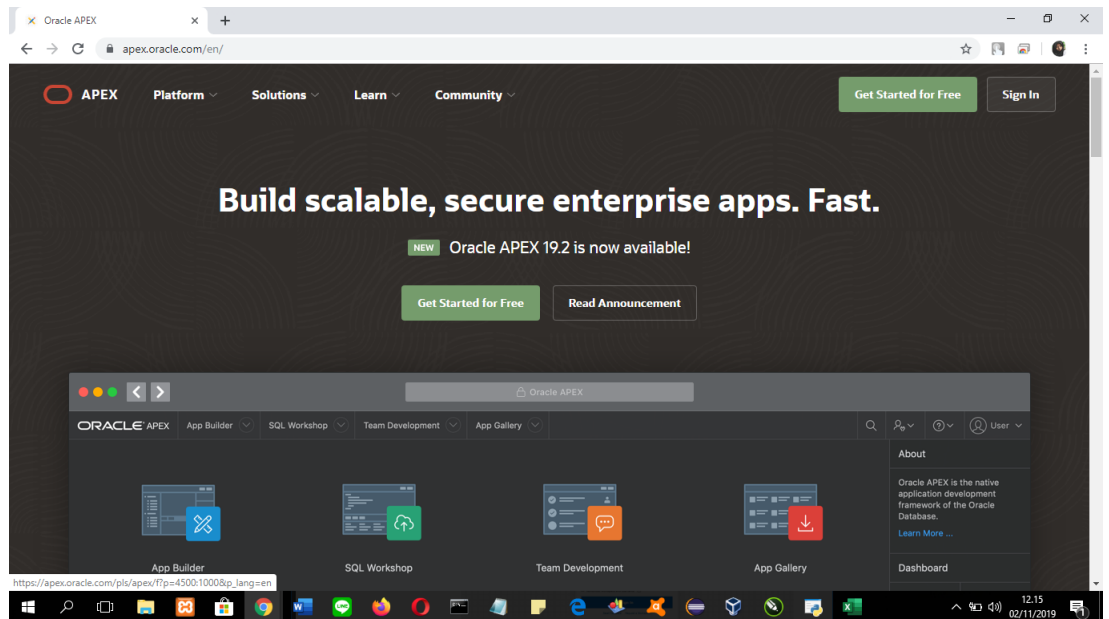 Oracle APEX
apex.oracle.com/en/
APEX Platform Solutions Learn Community Get Started for Free Sign In
Build scalable, secure enterprise apps. Fast.
NEW Oracle APEX 19.2 is now available!
Get Started for Free Read Announcement
Oracle APEX
ORACLE APEX App Builder SQL Workshop Team Development App Gallery User
About
Oracle APEX is the native
application development
framework of the Oracle
Database.
Learn More ...
App Builder SQL Workshop Team Development App Gallery Dashboard
https://apex.oracle.com/pls/apex/f?p=4500:1000&p_lang=en
12.15
02/11/2019